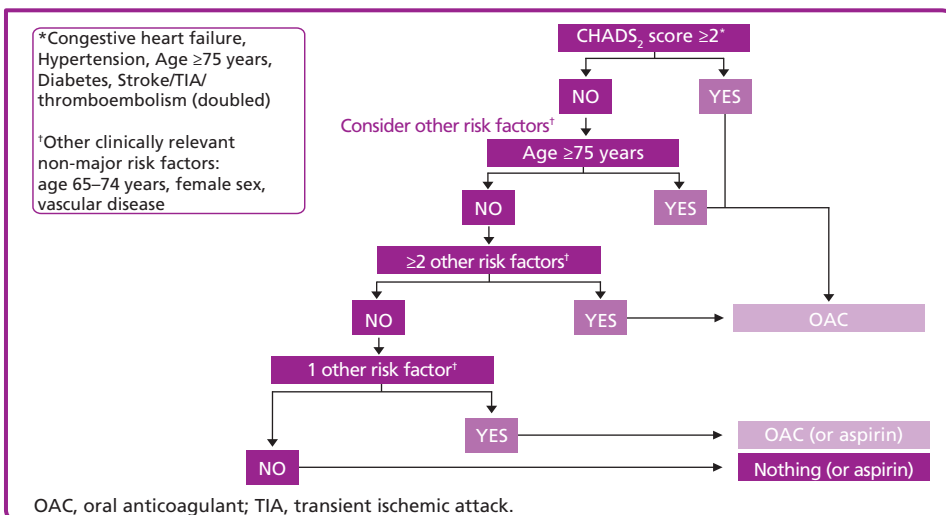 *Congestive heart failure,
Hypertension, Age ≥75 years,
Diabetes, Stroke/TIA/
thromboembolism (doubled)
†Other clinically relevant
non-major risk factors:
age 65–74 years, female sex,
vascular disease
CHADS₂ score ≥2*
NO
YES
Consider other risk factors†
Age ≥75 years
NO
YES
≥2 other risk factors†
NO
YES
OAC
1 other risk factor†
YES
OAC (or aspirin)
NO
Nothing (or aspirin)
OAC, oral anticoagulant; TIA, transient ischemic attack.